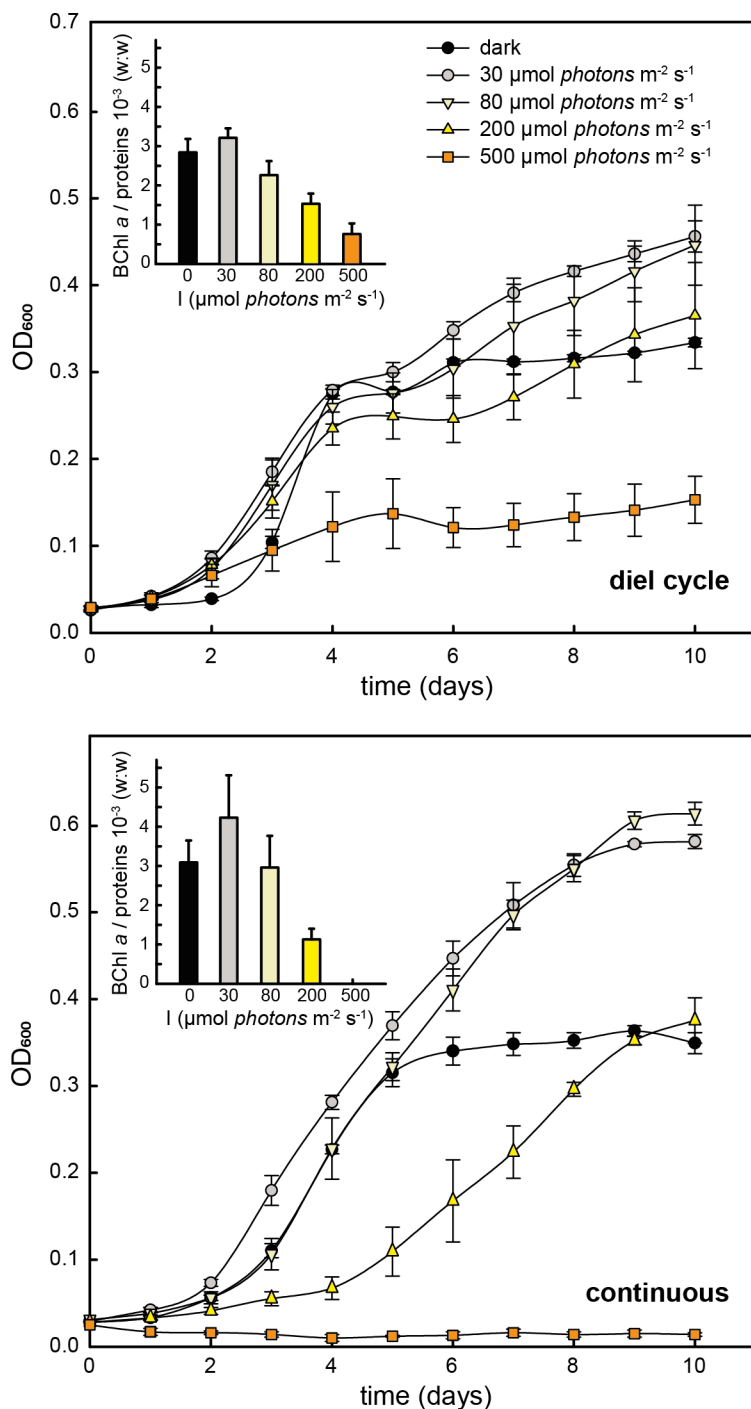 dark
30 µmol photons m⁻² s⁻¹
80 µmol photons m⁻² s⁻¹
200 µmol photons m⁻² s⁻¹
500 µmol photons m⁻² s⁻¹
BChl a / proteins 10⁻³ (w:w)
5
4
3
2
1
0
0 30 80 200 500
I (µmol photons m⁻² s⁻¹)
OD₆₀₀
0.7
0.6
0.5
0.4
0.3
0.2
0.1
0.0
diel cycle
0 2 4 6 8 10
time (days)
BChl a / proteins 10⁻³ (w:w)
5
4
3
2
1
0
0 30 80 200 500
I (µmol photons m⁻² s⁻¹)
OD₆₀₀
0.6
0.5
0.4
0.3
0.2
0.1
0.0
continuous
0 2 4 6 8 10
time (days)